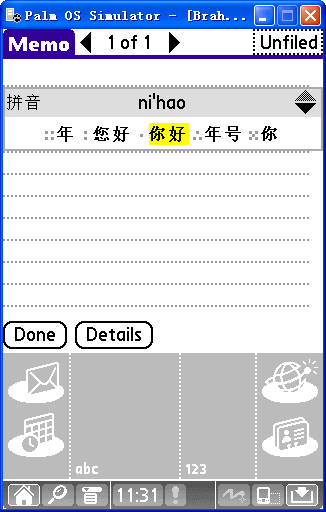 Palm OS Simulator - [Brah...
Memo 1 of 1 Unfiled
拼音 ni'hao
年 您好 你好 年号 你
Done Details
abc 123
11:31